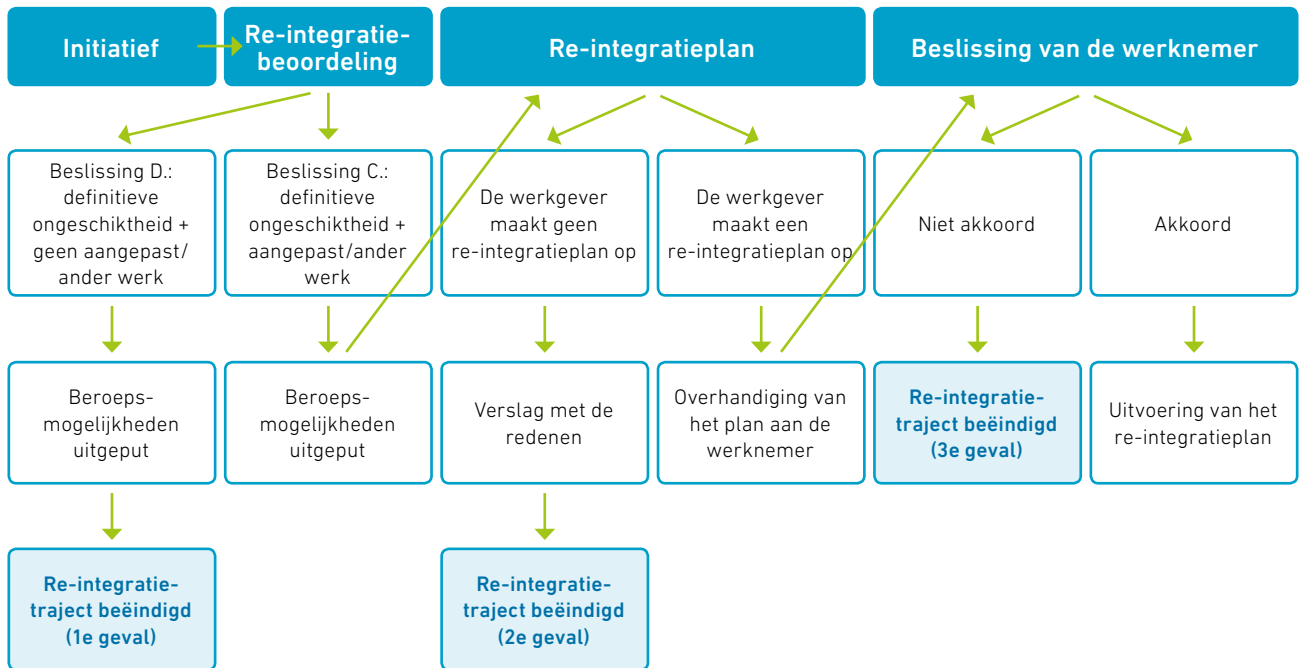 Initiatief
Re-integratie-
beoordeling
Re-integratieplan
Beslissing van de werknemer
Beslissing D.:
definitieve
ongeschiktheid +
geen aangepast/
ander werk
Beslissing C.:
definitieve
ongeschiktheid +
aangepast/ander
werk
De werkgever
maakt geen
re-integratieplan op
De werkgever
maakt een
re-integratieplan op
Niet akkoord
Akkoord
Beroeps-
mogelijkheden
uitgeput
Beroeps-
mogelijkheden
uitgeput
Verslag met de
redenen
Overhandiging van
het plan aan de
werknemer
Re-integratie-
traject beëindigd
(3e geval)
Uitvoering van het
re-integratieplan
Re-integratie-
traject beëindigd
(1e geval)
Re-integratie-
traject beëindigd
(2e geval)